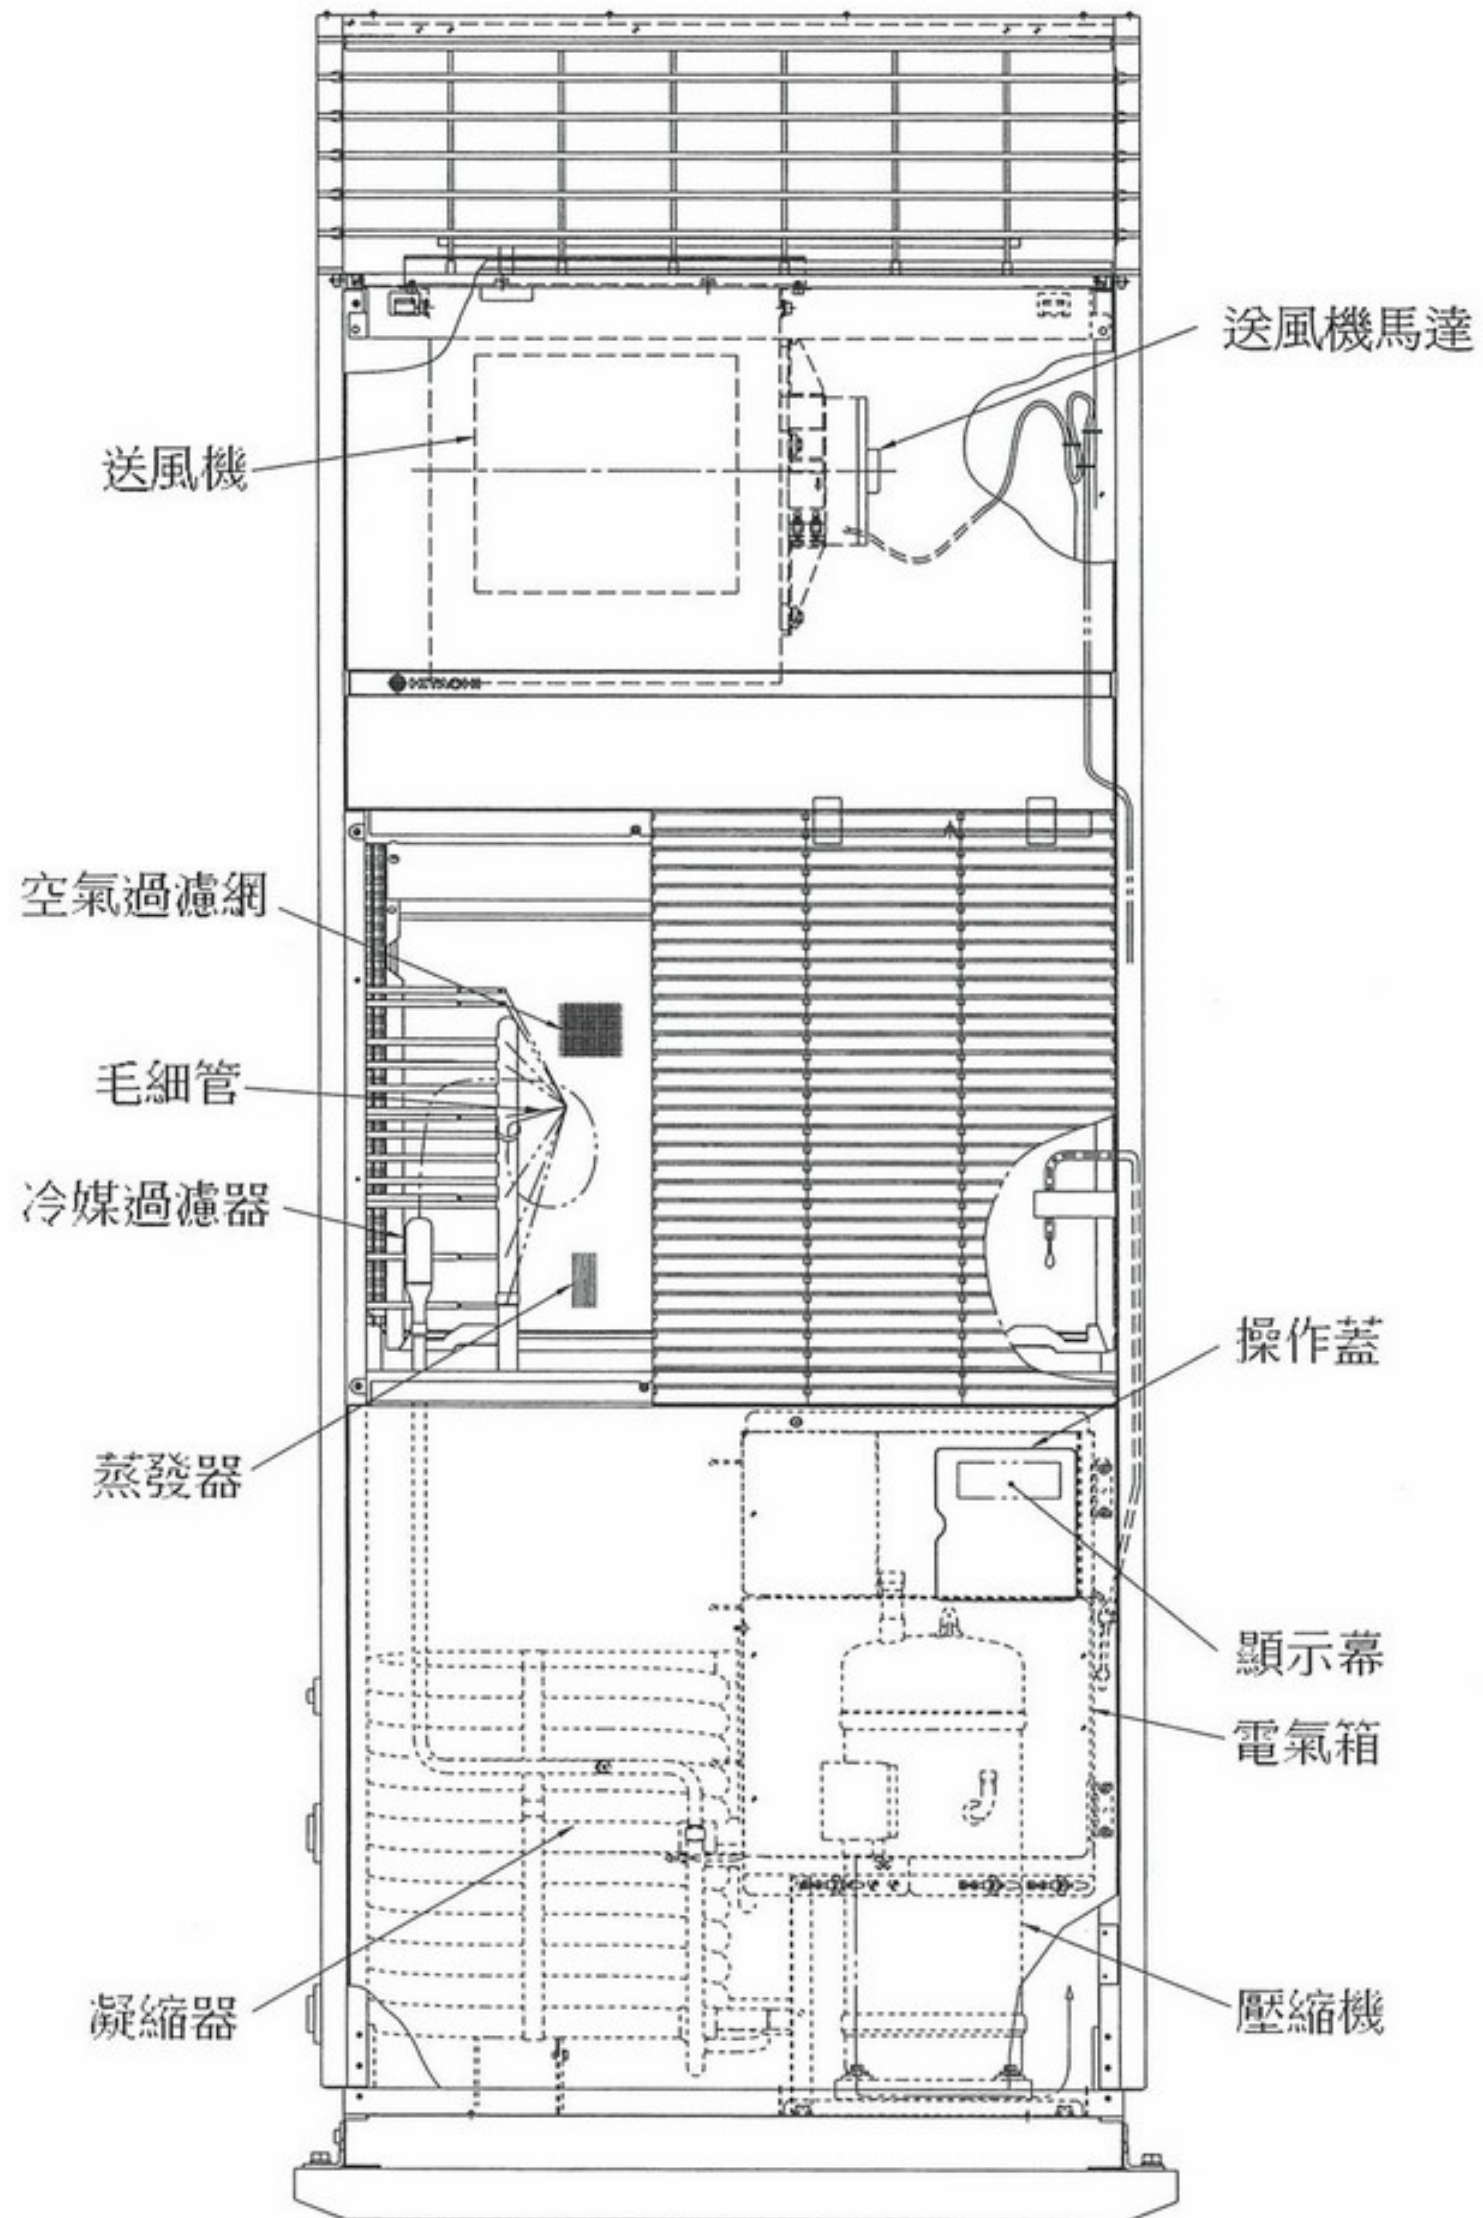 送風機馬達
送風機
HITACHI
空氣過濾網
毛細管
冷媒過濾器
操作蓋
蒸發器
顯示幕
電氣箱
凝縮器
壓縮機